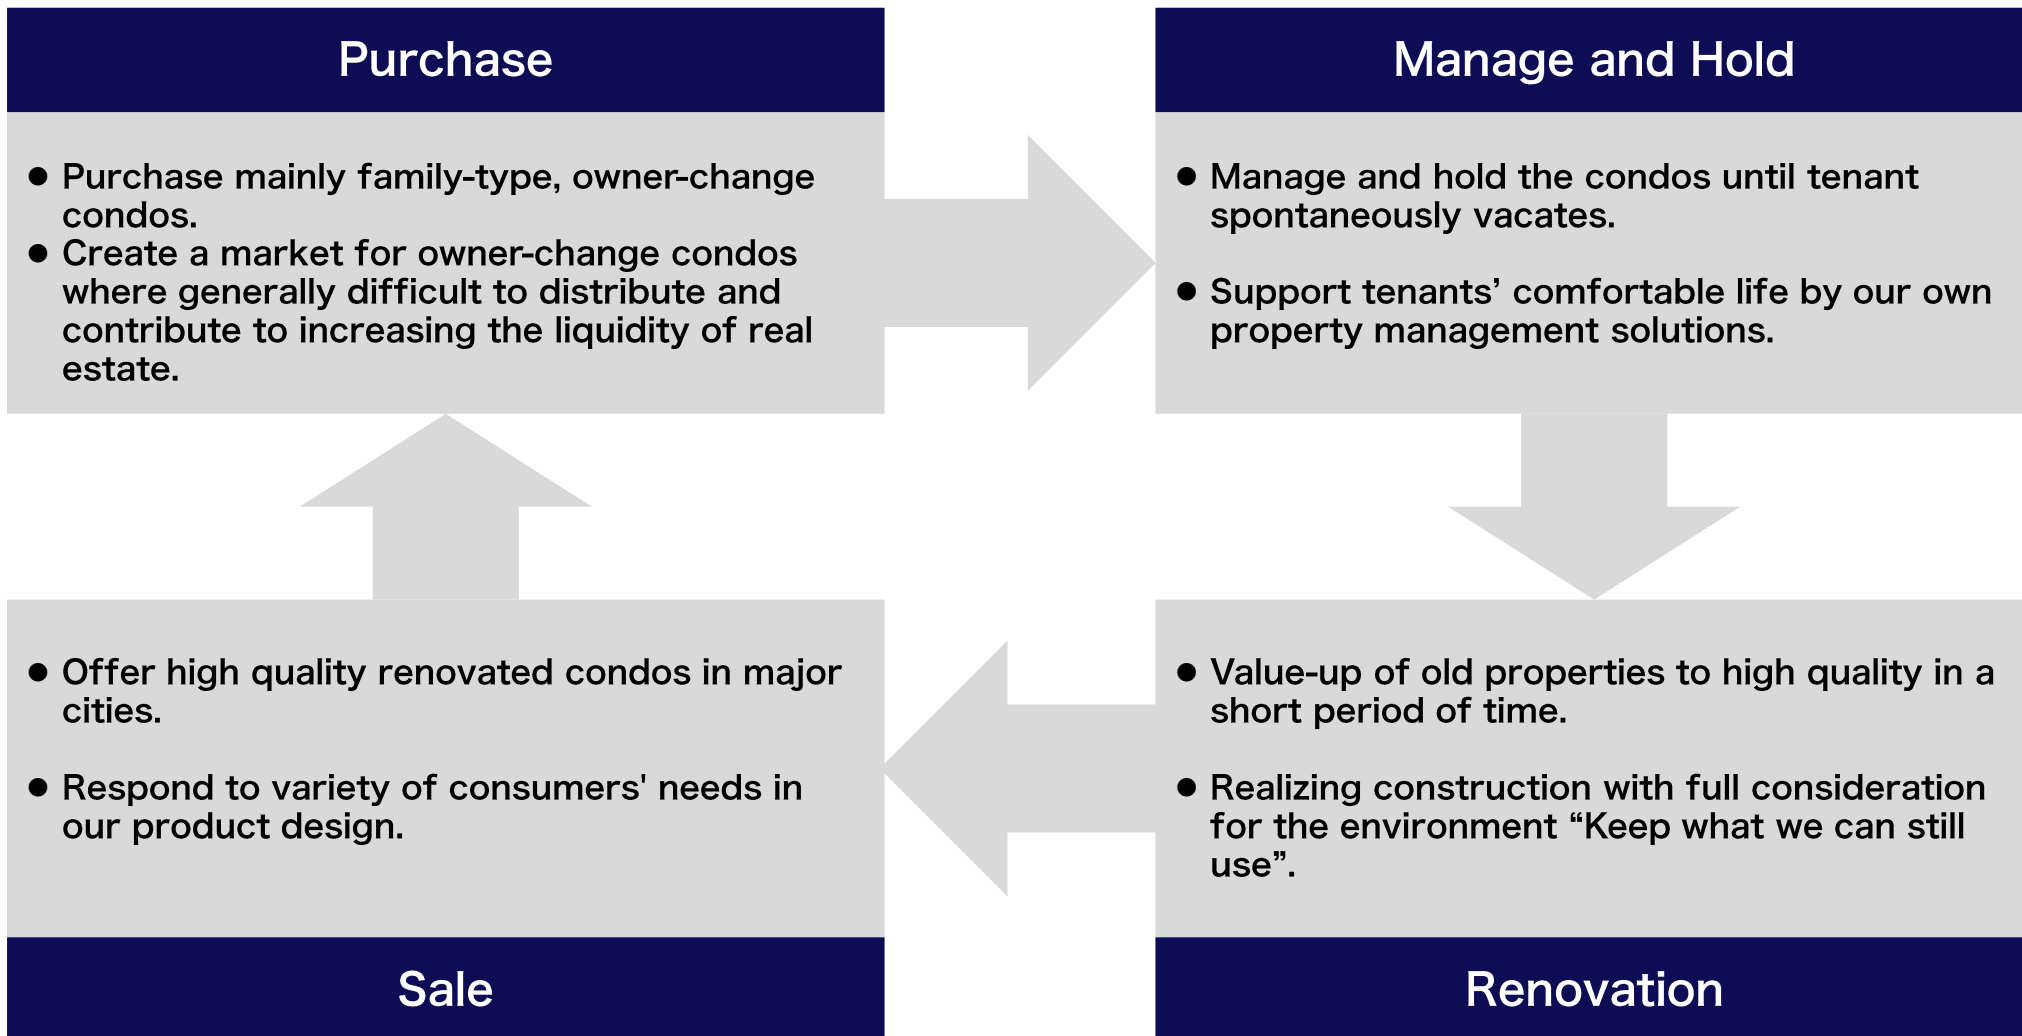 Purchase
● Purchase mainly family-type, owner-change
condos.
● Create a market for owner-change condos
where generally difficult to distribute and
contribute to increasing the liquidity of real
estate.
Manage and Hold
● Manage and hold the condos until tenant
spontaneously vacates.
● Support tenants’ comfortable life by our own
property management solutions.
● Value-up of old properties to high quality in a
short period of time.
● Realizing construction with full consideration
for the environment “Keep what we can still
use”.
Renovation
● Offer high quality renovated condos in major
cities.
● Respond to variety of consumers' needs in
our product design.
Sale